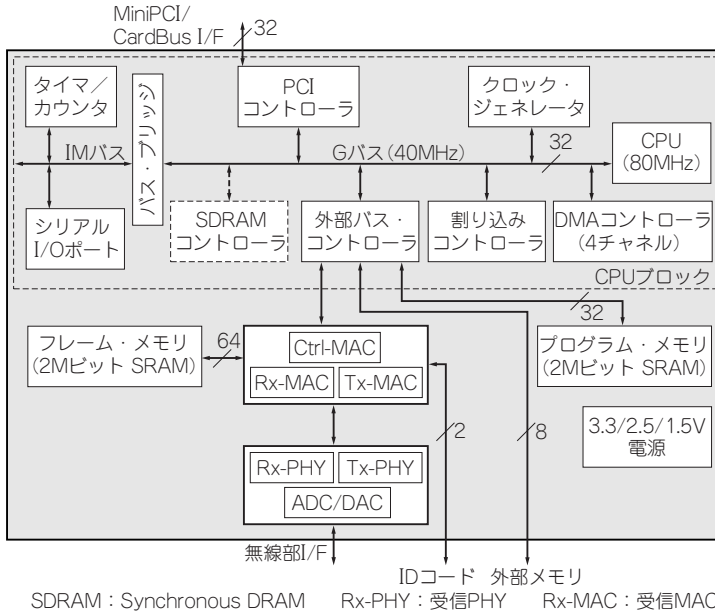 MiniPCI/
CardBus I/F
32
タイマ/
カウンタ
バス・ブリッジ
PCI
コントローラ
クロック・
ジェネレータ
CPU
(80MHz)
IMバス
Gバス(40MHz)
32
シリアル
I/Oポート
SDRAM
コントローラ
外部バス・
コントローラ
割り込み
コントローラ
DMAコントローラ
(4チャネル)
CPUブロック
32
フレーム・メモリ
(2Mビット SRAM)
64
Ctrl-MAC
Rx-MAC
Tx-MAC
プログラム・メモリ
(2Mビット SRAM)
2
8
3.3/2.5/1.5V
電源
Rx-PHY
Tx-PHY
ADC/DAC
無線部I/F
IDコード
外部メモリ
SDRAM：Synchronous DRAM Rx-PHY：受信PHY Rx-MAC：受信MAC